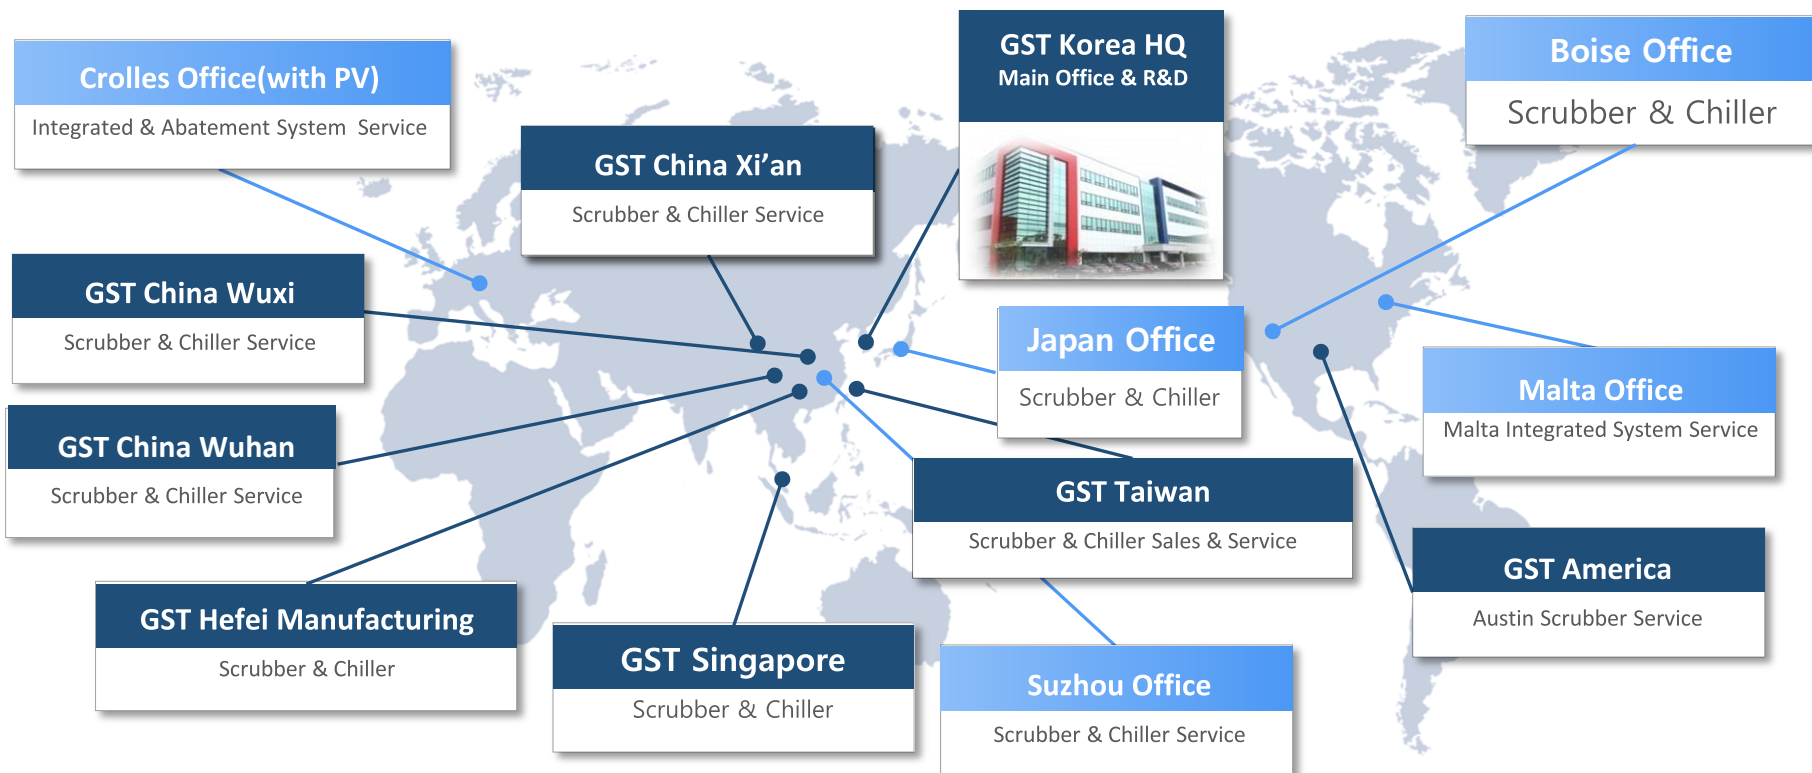 Crolles Office(with PV)
Integrated & Abatement System Service
GST China Xi’an
Scrubber & Chiller Service
GST Korea HQ
Main Office & R&D
Boise Office
Scrubber & Chiller
GST China Wuxi
Scrubber & Chiller Service
Japan Office
Scrubber & Chiller
Malta Office
Malta Integrated System Service
GST China Wuhan
Scrubber & Chiller Service
GST Taiwan
Scrubber & Chiller Sales & Service
GST America
Austin Scrubber Service
GST Hefei Manufacturing
Scrubber & Chiller
GST Singapore
Scrubber & Chiller
Suzhou Office
Scrubber & Chiller Service